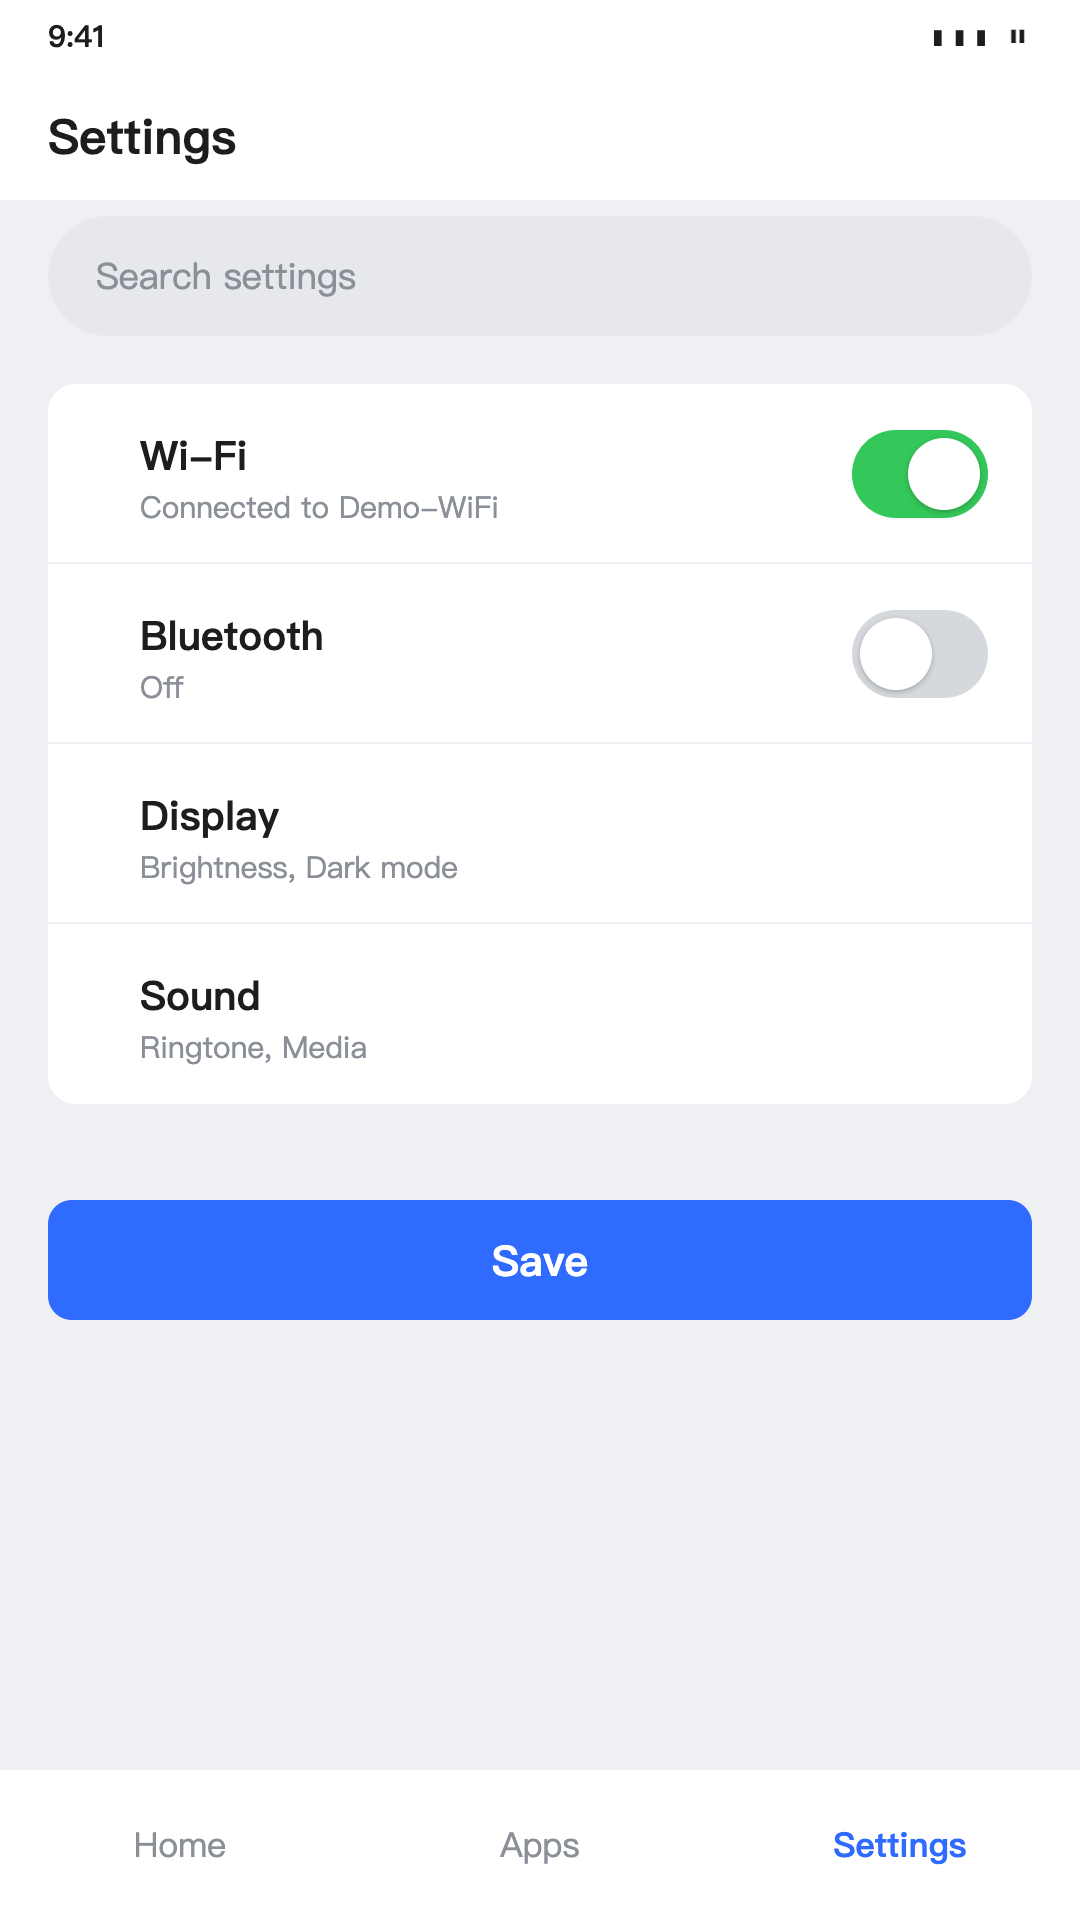 9:41
Settings
Search settings
Wi-Fi
Connected to Demo-WiFi
Bluetooth
Off
Display
Brightness, Dark mode
Sound
Ringtone, Media
Save
Home
Apps
Settings